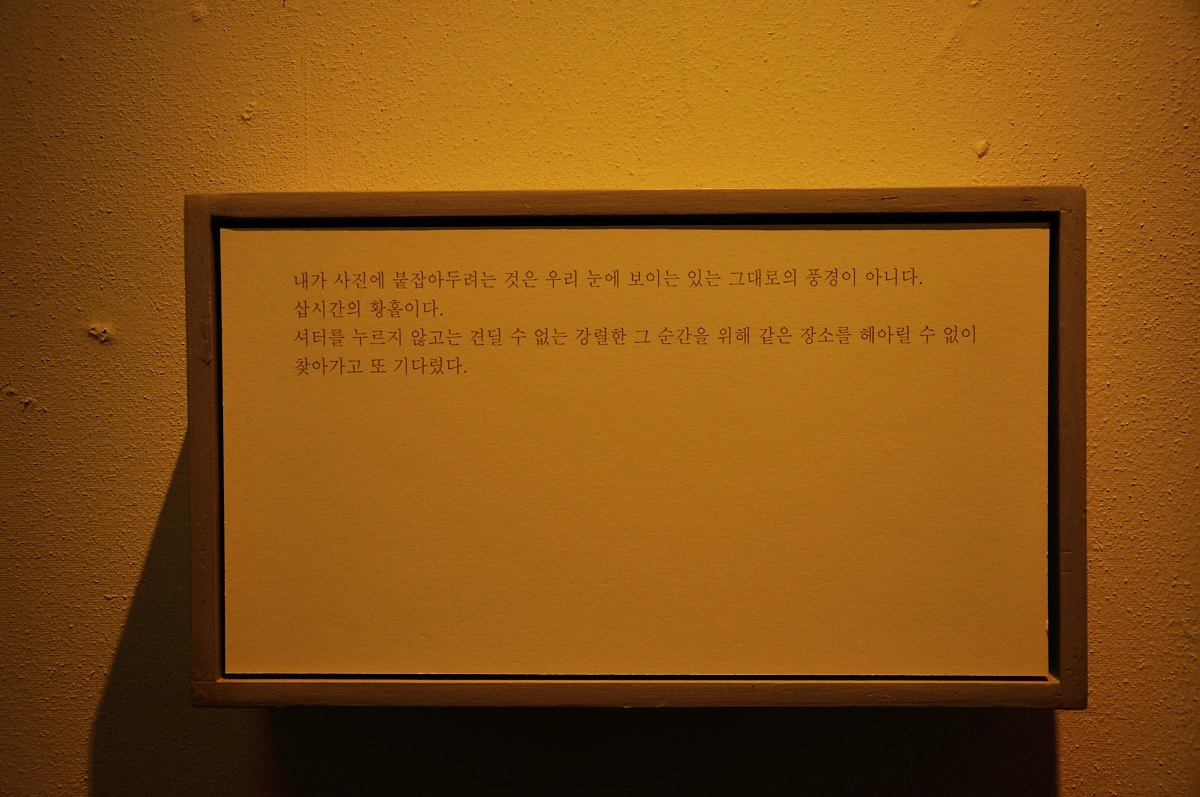 내가 사진에 붙잡아두려는 것은 우리 눈에 보이는 있는 그대로의 풍경이 아니다.
삽시간의 황홀이다.
셔터를 누르지 않고는 견딜 수 없는 강렬한 그 순간을 위해 같은 장소를 헤아릴 수 없이
찾아가고 또 기다렸다.